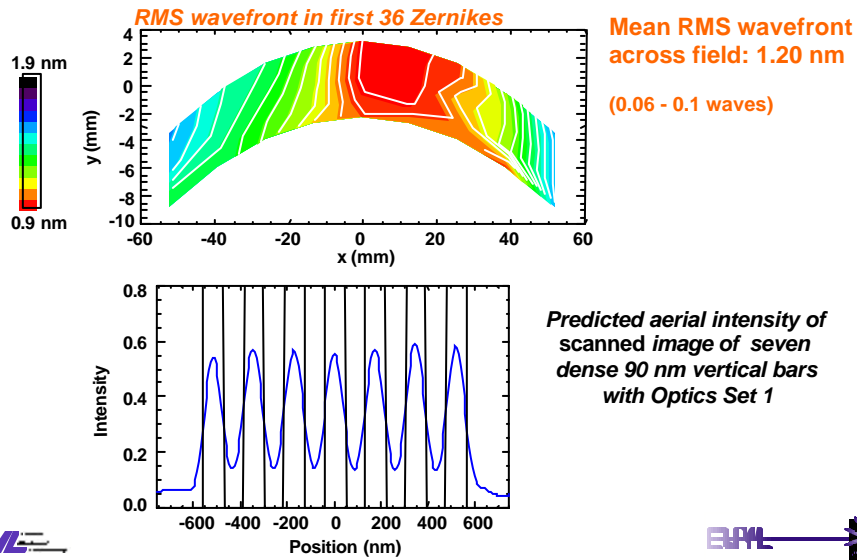 RMS wavefront in first 36 Zernikes
Mean RMS wavefront
across field: 1.20 nm
(0.06 - 0.1 waves)
1.9 nm
0.9 nm
y (mm)
4
2
0
-2
-4
-6
-8
-10
-60 -40 -20 0 20 40 60
x (mm)
Intensity
0.8
0.6
0.4
0.2
0.0
-600 -400 -200 0 200 400 600
Position (nm)
Predicted aerial intensity of
scanned image of seven
dense 90 nm vertical bars
with Optics Set 1